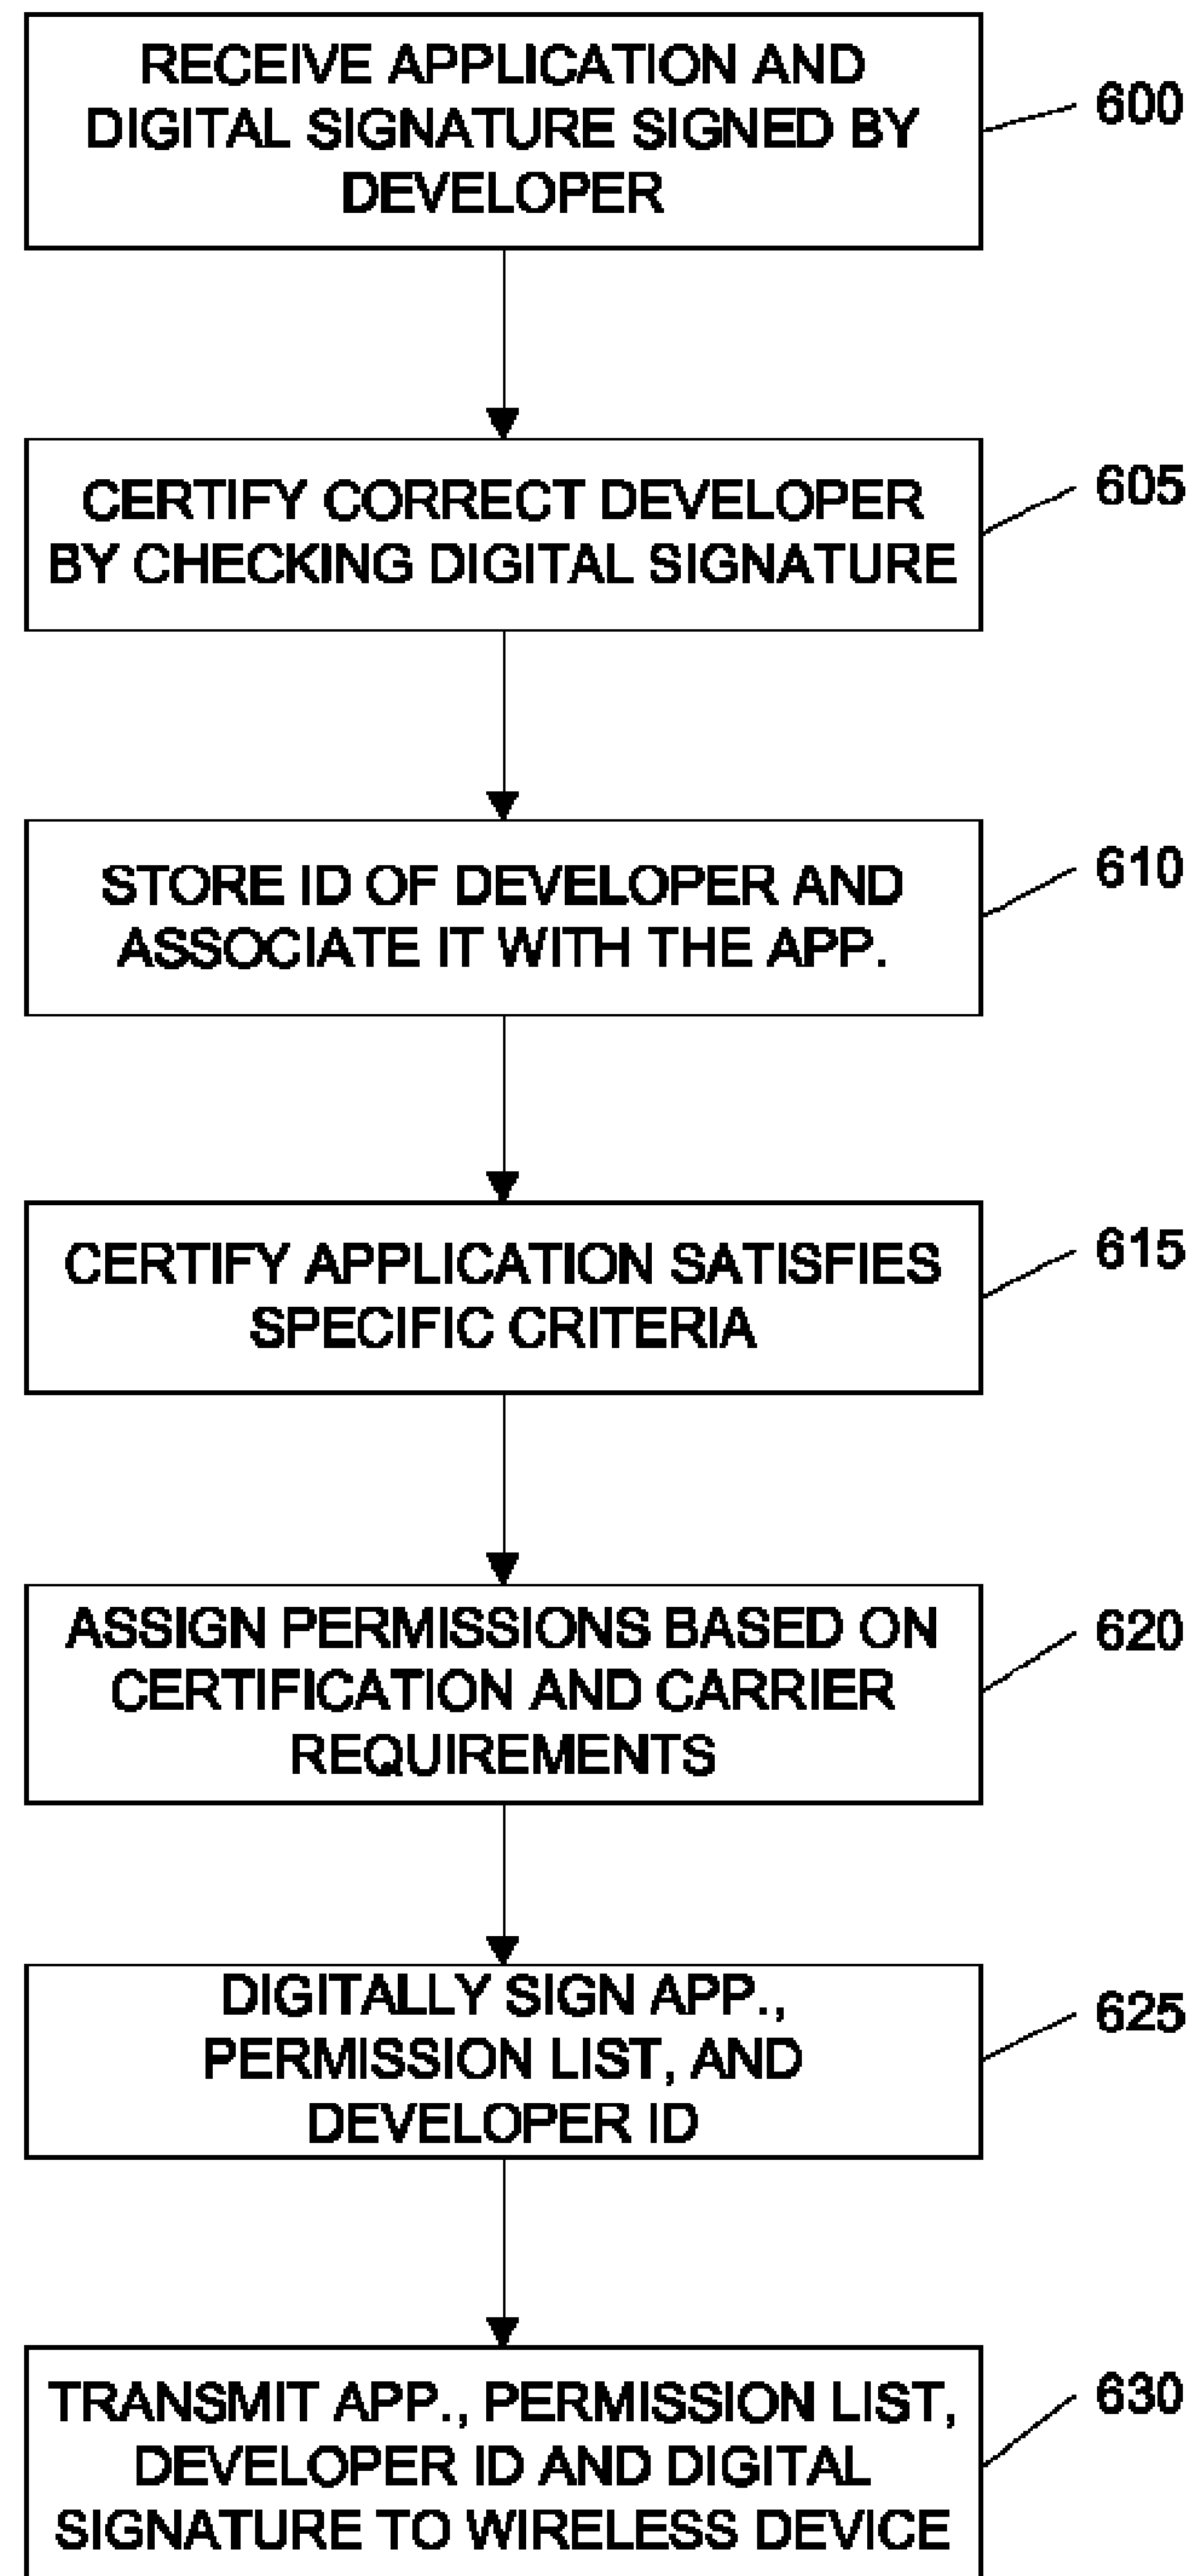 RECEIVE APPLICATION AND
DIGITAL SIGNATURE SIGNED BY
DEVELOPER
600
CERTIFY CORRECT DEVELOPER
BY CHECKING DIGITAL SIGNATURE
605
STORE ID OF DEVELOPER AND
ASSOCIATE IT WITH THE APP.
610
CERTIFY APPLICATION SATISFIES
SPECIFIC CRITERIA
615
ASSIGN PERMISSIONS BASED ON
CERTIFICATION AND CARRIER
REQUIREMENTS
620
DIGITALLY SIGN APP.,
PERMISSION LIST, AND
DEVELOPER ID
625
TRANSMIT APP., PERMISSION LIST,
DEVELOPER ID AND DIGITAL
SIGNATURE TO WIRELESS DEVICE
630